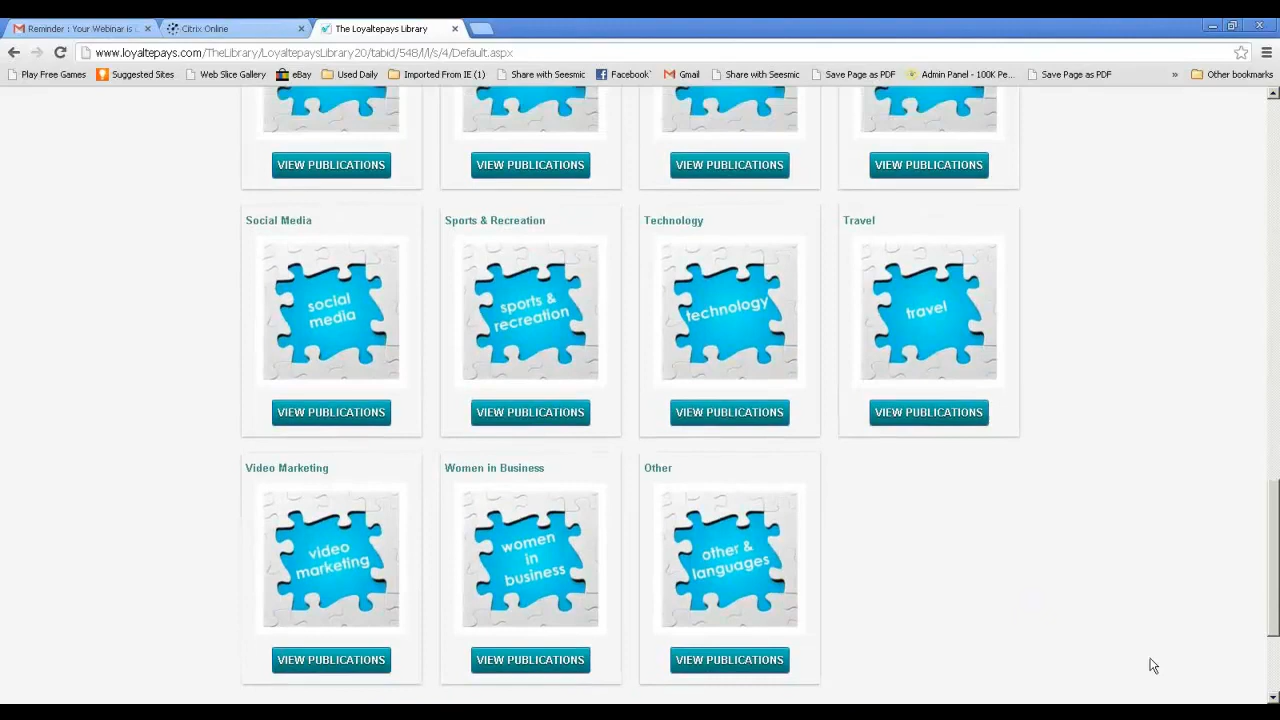 Reminder : Your Webinar is
Citrix Online
The Loyaltepays Library
www.loyaltepays.com/TheLibrary/LoyaltepaysLibrary20/tabid/548/l/l/s/4/Default.aspx
Play Free Games
Suggested Sites
Web Slice Gallery
eBay
Used Daily
Imported From IE (1)
Share with Seesmic
Facebook
Gmail
Share with Seesmic
Save Page as PDF
Admin Panel - 100K Pe...
Save Page as PDF
»
Other bookmarks
VIEW PUBLICATIONS
VIEW PUBLICATIONS
VIEW PUBLICATIONS
VIEW PUBLICATIONS
Social Media
Sports & Recreation
Technology
Travel
social
media
sports &
recreation
technology
travel
VIEW PUBLICATIONS
VIEW PUBLICATIONS
VIEW PUBLICATIONS
VIEW PUBLICATIONS
Video Marketing
Women in Business
Other
video
marketing
women
in
business
other &
languages
VIEW PUBLICATIONS
VIEW PUBLICATIONS
VIEW PUBLICATIONS